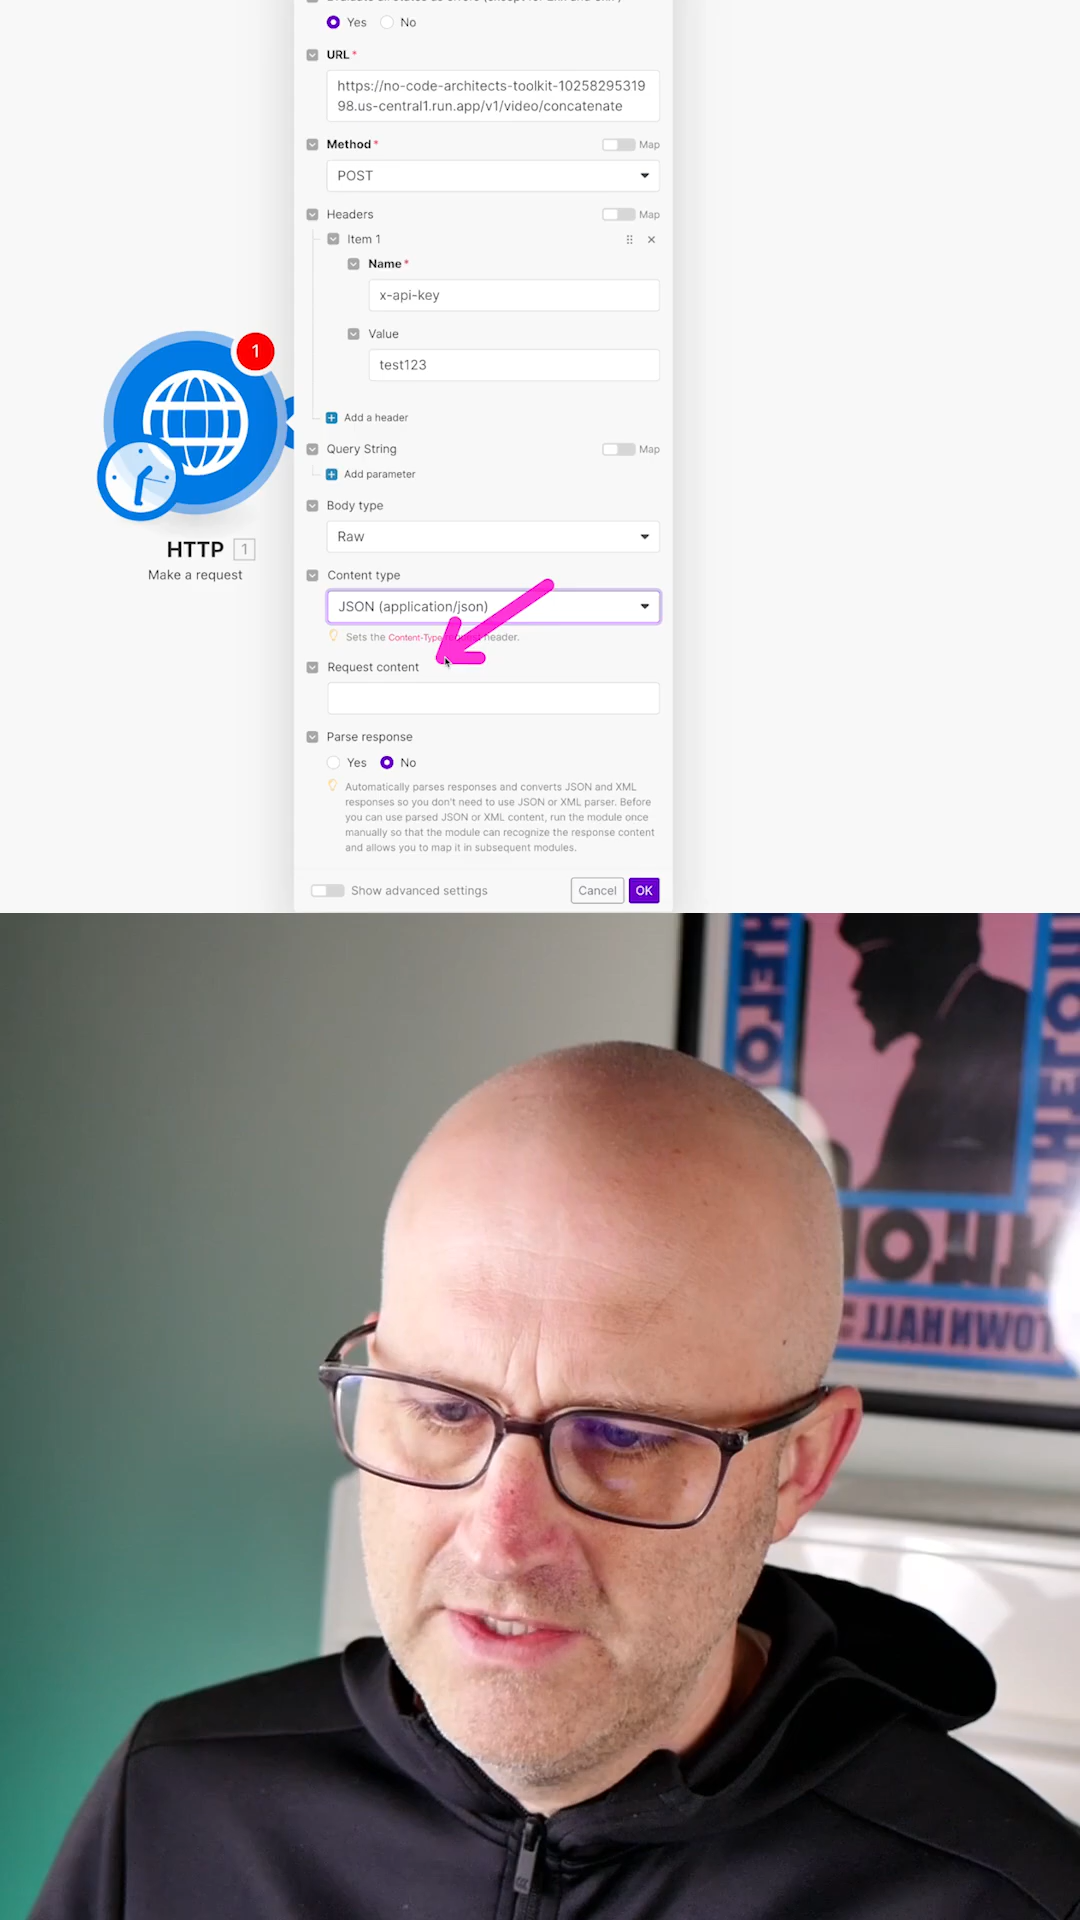 Yes No
URL *
https://no-code-architects-toolkit-10258295319
98.us-central1.run.app/v1/video/concatenate
Method * Map
POST
Headers Map
Item 1
Name *
x-api-key
Value
test123
Add a header
Query String Map
Add parameter
Body type
Raw
Content type
JSON (application/json)
Sets the Content-Type request header.
Request content
Parse response
Yes No
Automatically parses responses and converts JSON and XML
responses so you don't need to use JSON or XML parser. Before
you can use parsed JSON or XML content, run the module once
manually so that the module can recognize the response content
and allows you to map it in subsequent modules.
Show advanced settings Cancel OK
1
HTTP 1
Make a request
MONK
TOWN HALL